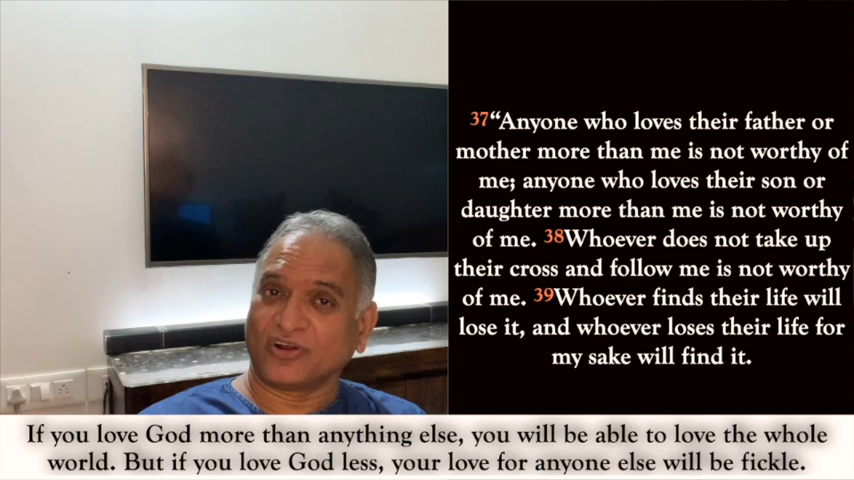 37“Anyone who loves their father or
mother more than me is not worthy of
me; anyone who loves their son or
daughter more than me is not worthy
of me. 38Whoever does not take up
their cross and follow me is not worthy
of me. 39Whoever finds their life will
lose it, and whoever loses their life for
my sake will find it.
If you love God more than anything else, you will be able to love the whole
world. But if you love God less, your love for anyone else will be fickle.